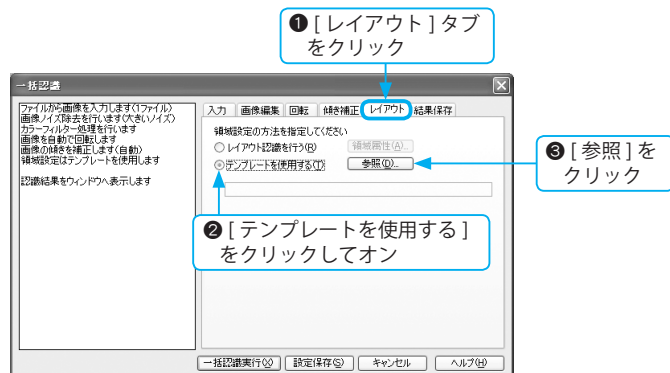 ❶ [ レイアウト ] タブ
をクリック
一括認識
ファイルから画像を入力します(1ファイル)
画像ノイズ除去を行います(大きいノイズ)
カラーフィルター処理を行います
画像を自動で回転します
画像の傾きを補正します(自動)
領域設定はテンプレートを使用します
認識結果をウィンドウへ表示します
入力 画像編集 回転 傾き補正 レイアウト 結果保存
領域設定の方法を指定してください
レイアウト認識を行う(R) 領域属性(A)...
テンプレートを使用する(T) 参照(D)...
❸ [ 参照 ] を
クリック
❷ [ テンプレートを使用する ]
をクリックしてオン
一括認識実行(X) 設定保存(S) キャンセル ヘルプ(H)